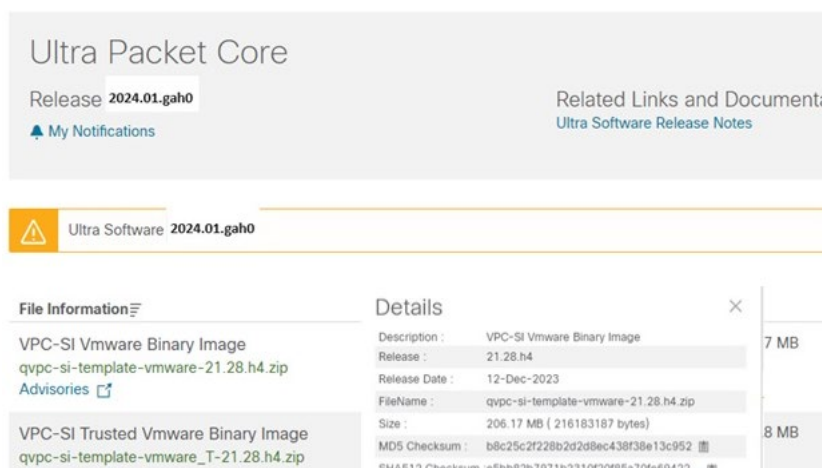 Ultra Packet Core
Release 2024.01.gah0
My Notifications
Related Links and Documenta
Ultra Software Release Notes
Ultra Software 2024.01.gah0
File Information
VPC-SI Vmware Binary Image
qvpc-si-template-vmware-21.28.h4.zip
Advisories
VPC-SI Trusted Vmware Binary Image
qvpc-si-template-vmware_T-21.28.h4.zip
Details
Description : VPC-SI Vmware Binary Image
Release : 21.28.h4
Release Date : 12-Dec-2023
FileName : qvpc-si-template-vmware-21.28.h4.zip
Size : 206.17 MB ( 216183187 bytes)
MD5 Checksum : b8c25c2f228b2d2d8ec438f38e13c952
SHA512 Checksum :
7 MB
8 MB